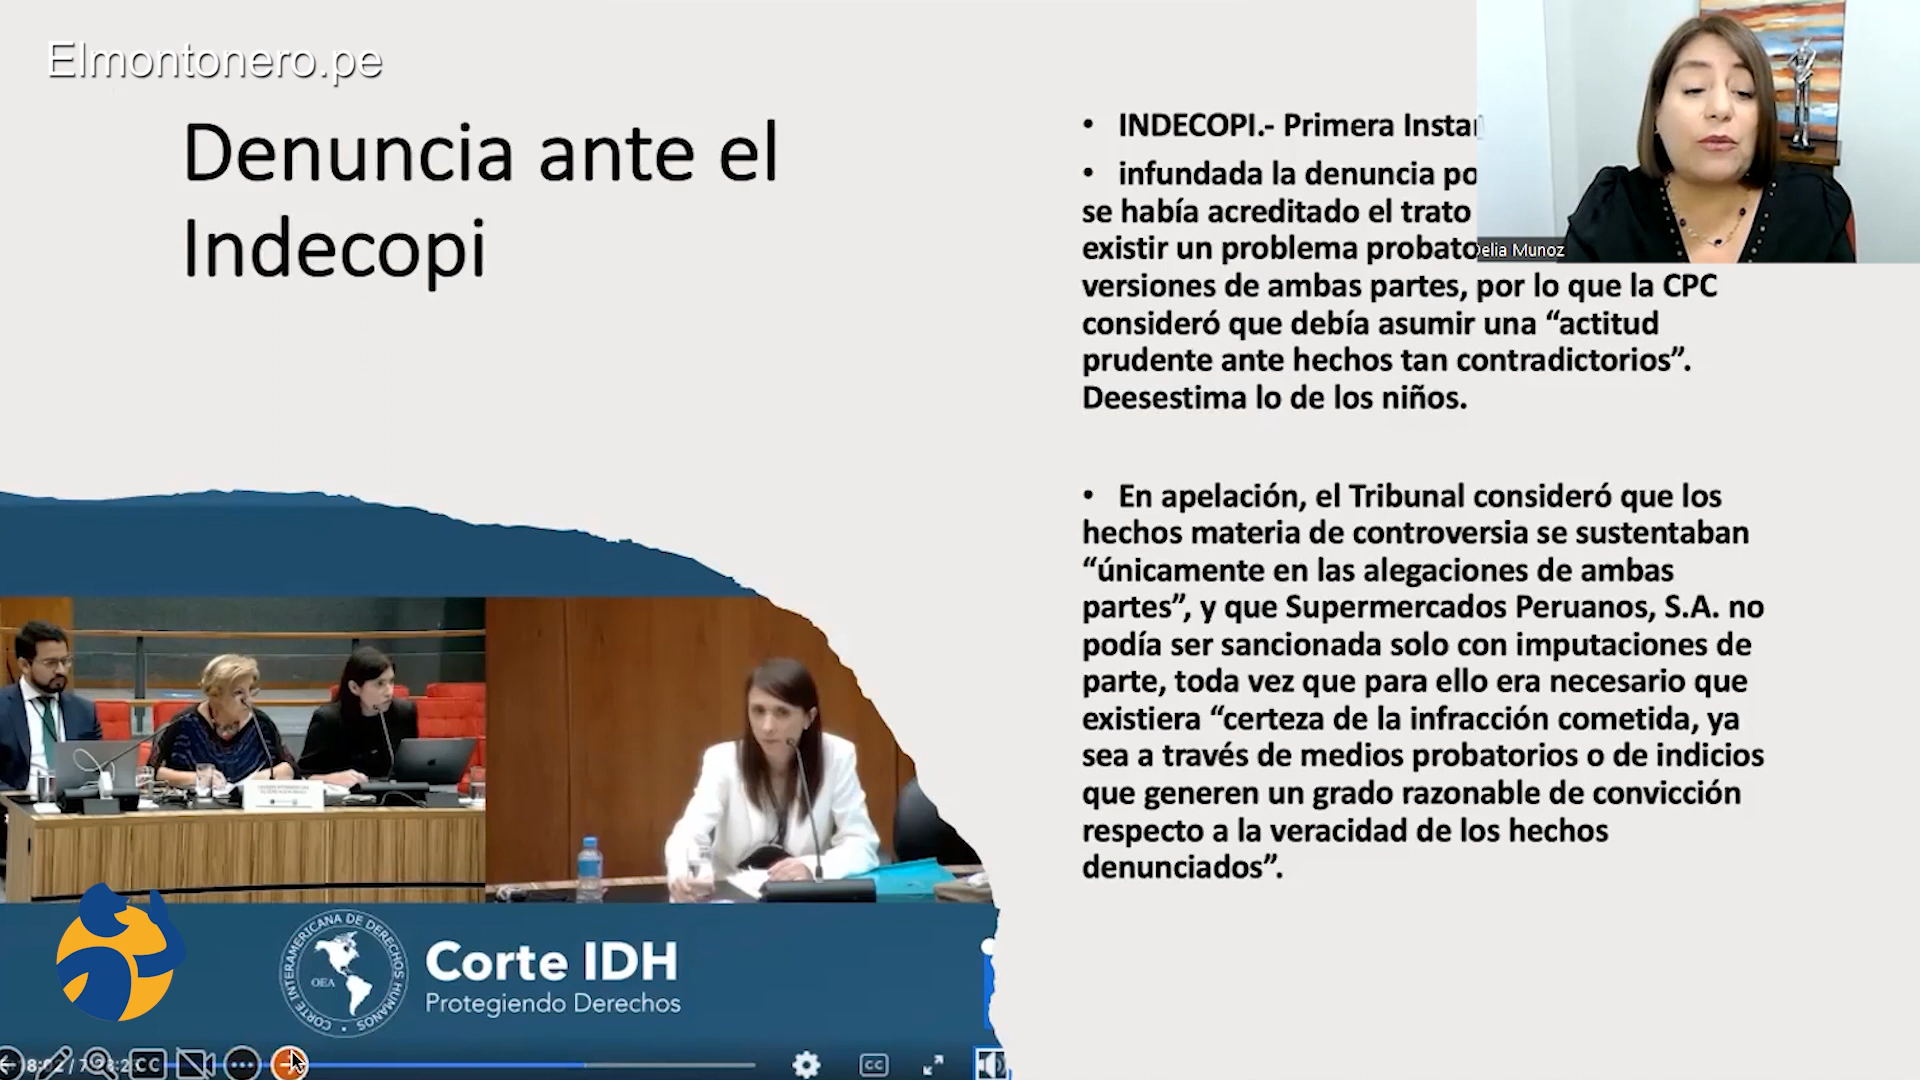 Elmontonero.pe
Denuncia ante el
Indecopi
• INDECOPI.- Primera
• infundada la denuncia
se había acreditado el trato
existir un problema
versiones de ambas partes, por lo que la CPC
consideró que debía asumir una “actitud
prudente ante hechos tan contradictorios”.
Deesestima lo de los niños.
• En apelación, el Tribunal consideró que los
hechos materia de controversia se sustentaban
“únicamente en las alegaciones de ambas
partes”, y que Supermercados Peruanos, S.A. no
podía ser sancionada solo con imputaciones de
parte, toda vez que para ello era necesario que
existiera “certeza de la infracción cometida, ya
sea a través de medios probatorios o de indicios
que generen un grado razonable de convicción
respecto a la veracidad de los hechos
denunciados”.
Delia Munoz
CORTE INTERAMERICANA DE DERECHOS HUMANOS
OEA
Corte IDH
Protegiendo Derechos
CC
CC